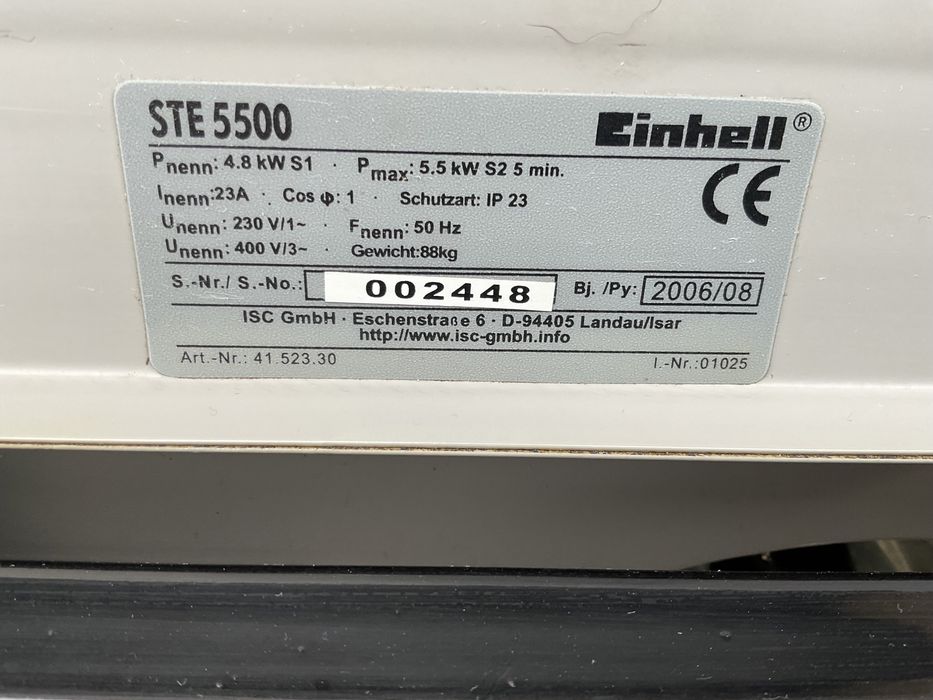 STE 5500
Einhell®
Pnenn: 4.8 kW S1 · Pmax: 5.5 kW S2 5 min.
Inenn:23A · Cos φ: 1 · Schutzart: IP 23
Unenn: 230 V/1~ · Fnenn: 50 Hz
Unenn: 400 V/3~ Gewicht:88kg
CE
S.-Nr./ S.-No.: 002448 Bj. /Py: 2006/08
ISC GmbH · Eschenstraße 6 · D-94405 Landau/Isar
http://www.isc-gmbh.info
Art.-Nr.: 41.523.30 I.-Nr.:01025